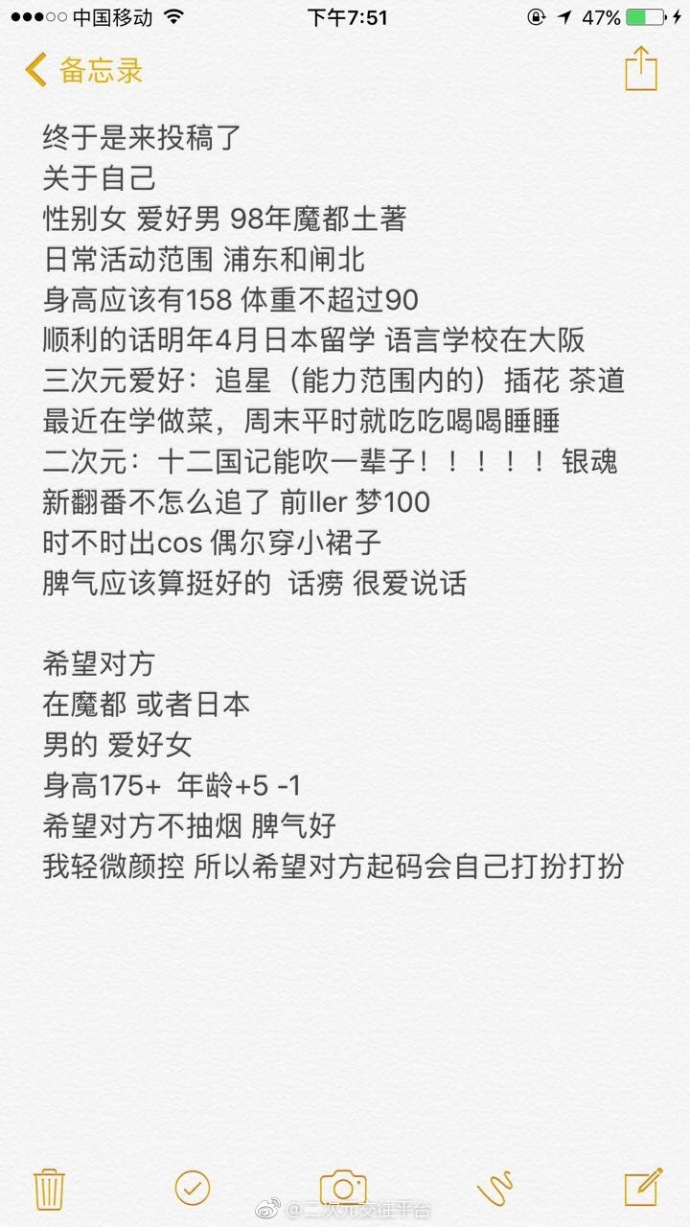 中国移动 下午7:51 47%
备忘录
终于是来投稿了
关于自己
性别女 爱好男 98年魔都土著
日常活动范围 浦东和闸北
身高应该有158 体重不超过90
顺利的话明年4月日本留学 语言学校在大阪
三次元爱好：追星（能力范围内的）插花 茶道
最近在学做菜，周末平时就吃吃喝喝睡睡
二次元：十二国记能吹一辈子！！！！！银魂
新翻番不怎么追了 前ller 梦100
时不时出cos 偶尔穿小裙子
脾气应该算挺好的 话痨 很爱说话
希望对方
在魔都 或者日本
男的 爱好女
身高175+ 年龄+5 -1
希望对方不抽烟 脾气好
我轻微颜控 所以希望对方起码会自己打扮打扮
@二次元交往平台